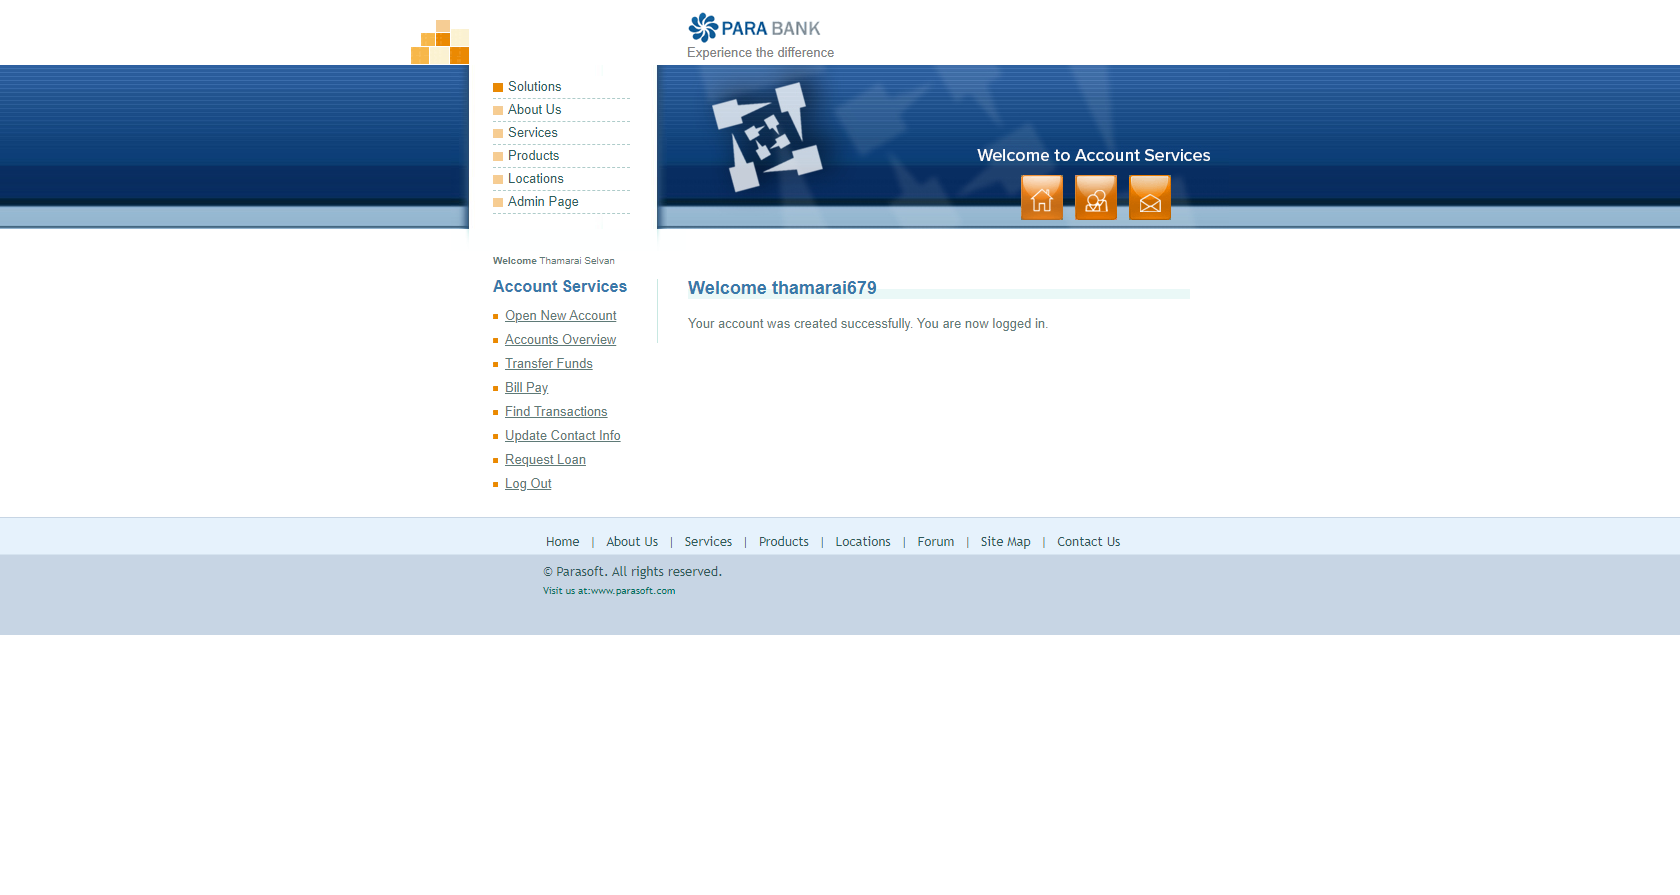 PARA BANK
Experience the difference
Solutions
About Us
Services
Products
Locations
Admin Page
Welcome to Account Services
Welcome Thamarai Selvan
Account Services
Open New Account
Accounts Overview
Transfer Funds
Bill Pay
Find Transactions
Update Contact Info
Request Loan
Log Out
Welcome thamarai679
Your account was created successfully. You are now logged in.
Home | About Us | Services | Products | Locations | Forum | Site Map | Contact Us
© Parasoft. All rights reserved.
Visit us at:www.parasoft.com